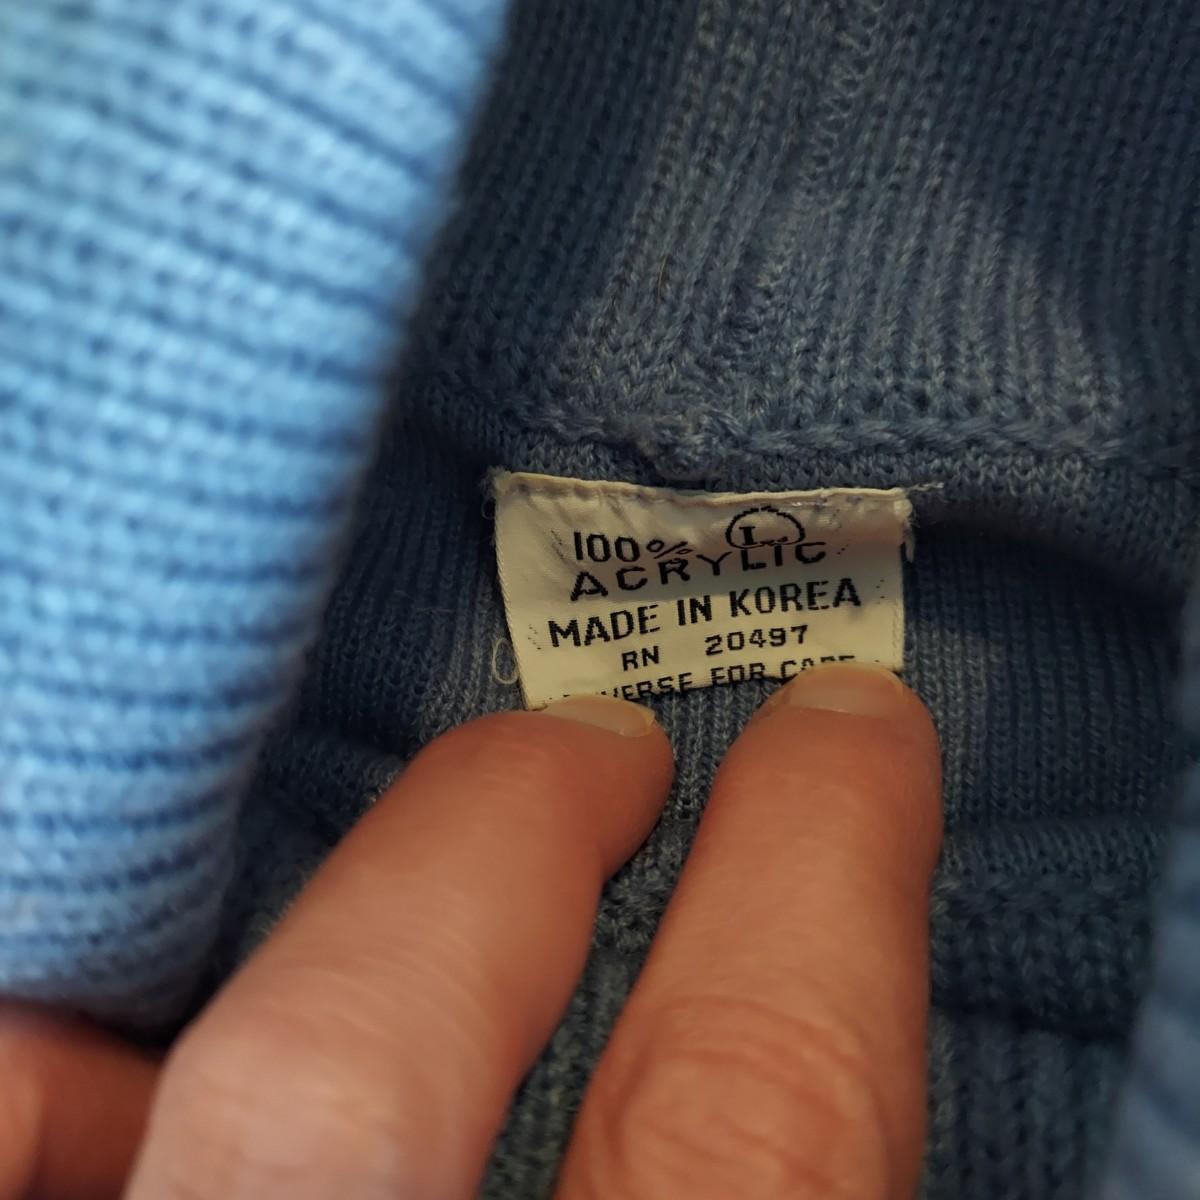 L
100%
ACRYLIC
MADE IN KOREA
RN 20497
FOR CARE